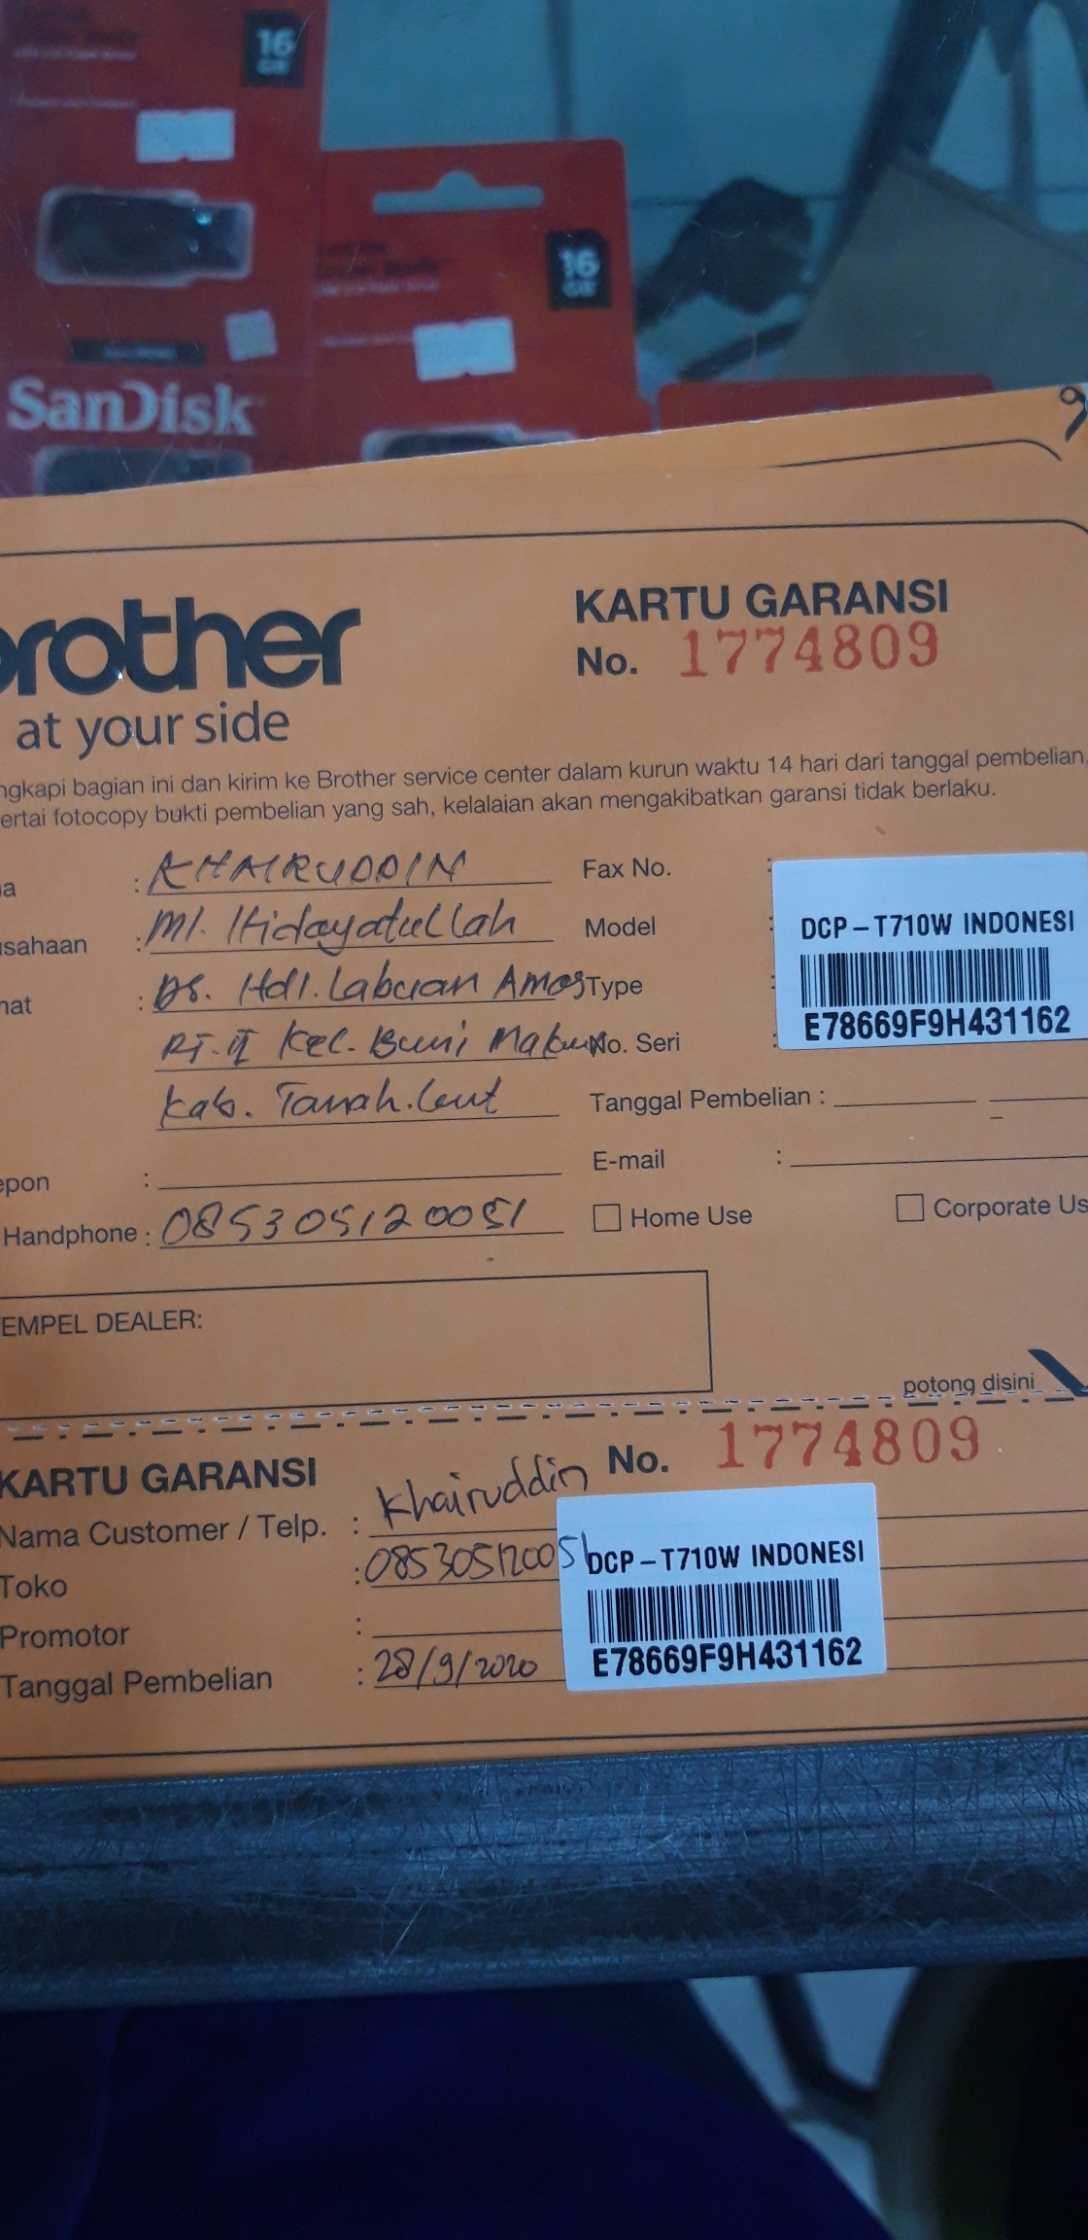 16
GB
16
GB
SanDisk
brother
at your side
KARTU GARANSI
No. 1774809
ngkapi bagian ini dan kirim ke Brother service center dalam kurun waktu 14 hari dari tanggal pembelian,
ertai fotocopy bukti pembelian yang sah, kelalaian akan mengakibatkan garansi tidak berlaku.
a : KHAIRUDDIN
Fax No. :
usahaan : MI. Hidayatullah
Model :
DCP-T710W INDONESI
mat : Ds. Hdl. Labuan Amas
Type :
E78669F9H431162
RT. II Kec. Bumi Makmur
No. Seri :
Kab. Tanah. Laut
Tanggal Pembelian :
epon :
E-mail :
Handphone : 085305120051
Home Use
Corporate Us
EMPEL DEALER:
potong disini
KARTU GARANSI
No. 1774809
Nama Customer / Telp. : Khairuddin
Toko : 085305120051
DCP-T710W INDONESI
Promotor :
E78669F9H431162
Tanggal Pembelian : 28/9/2020